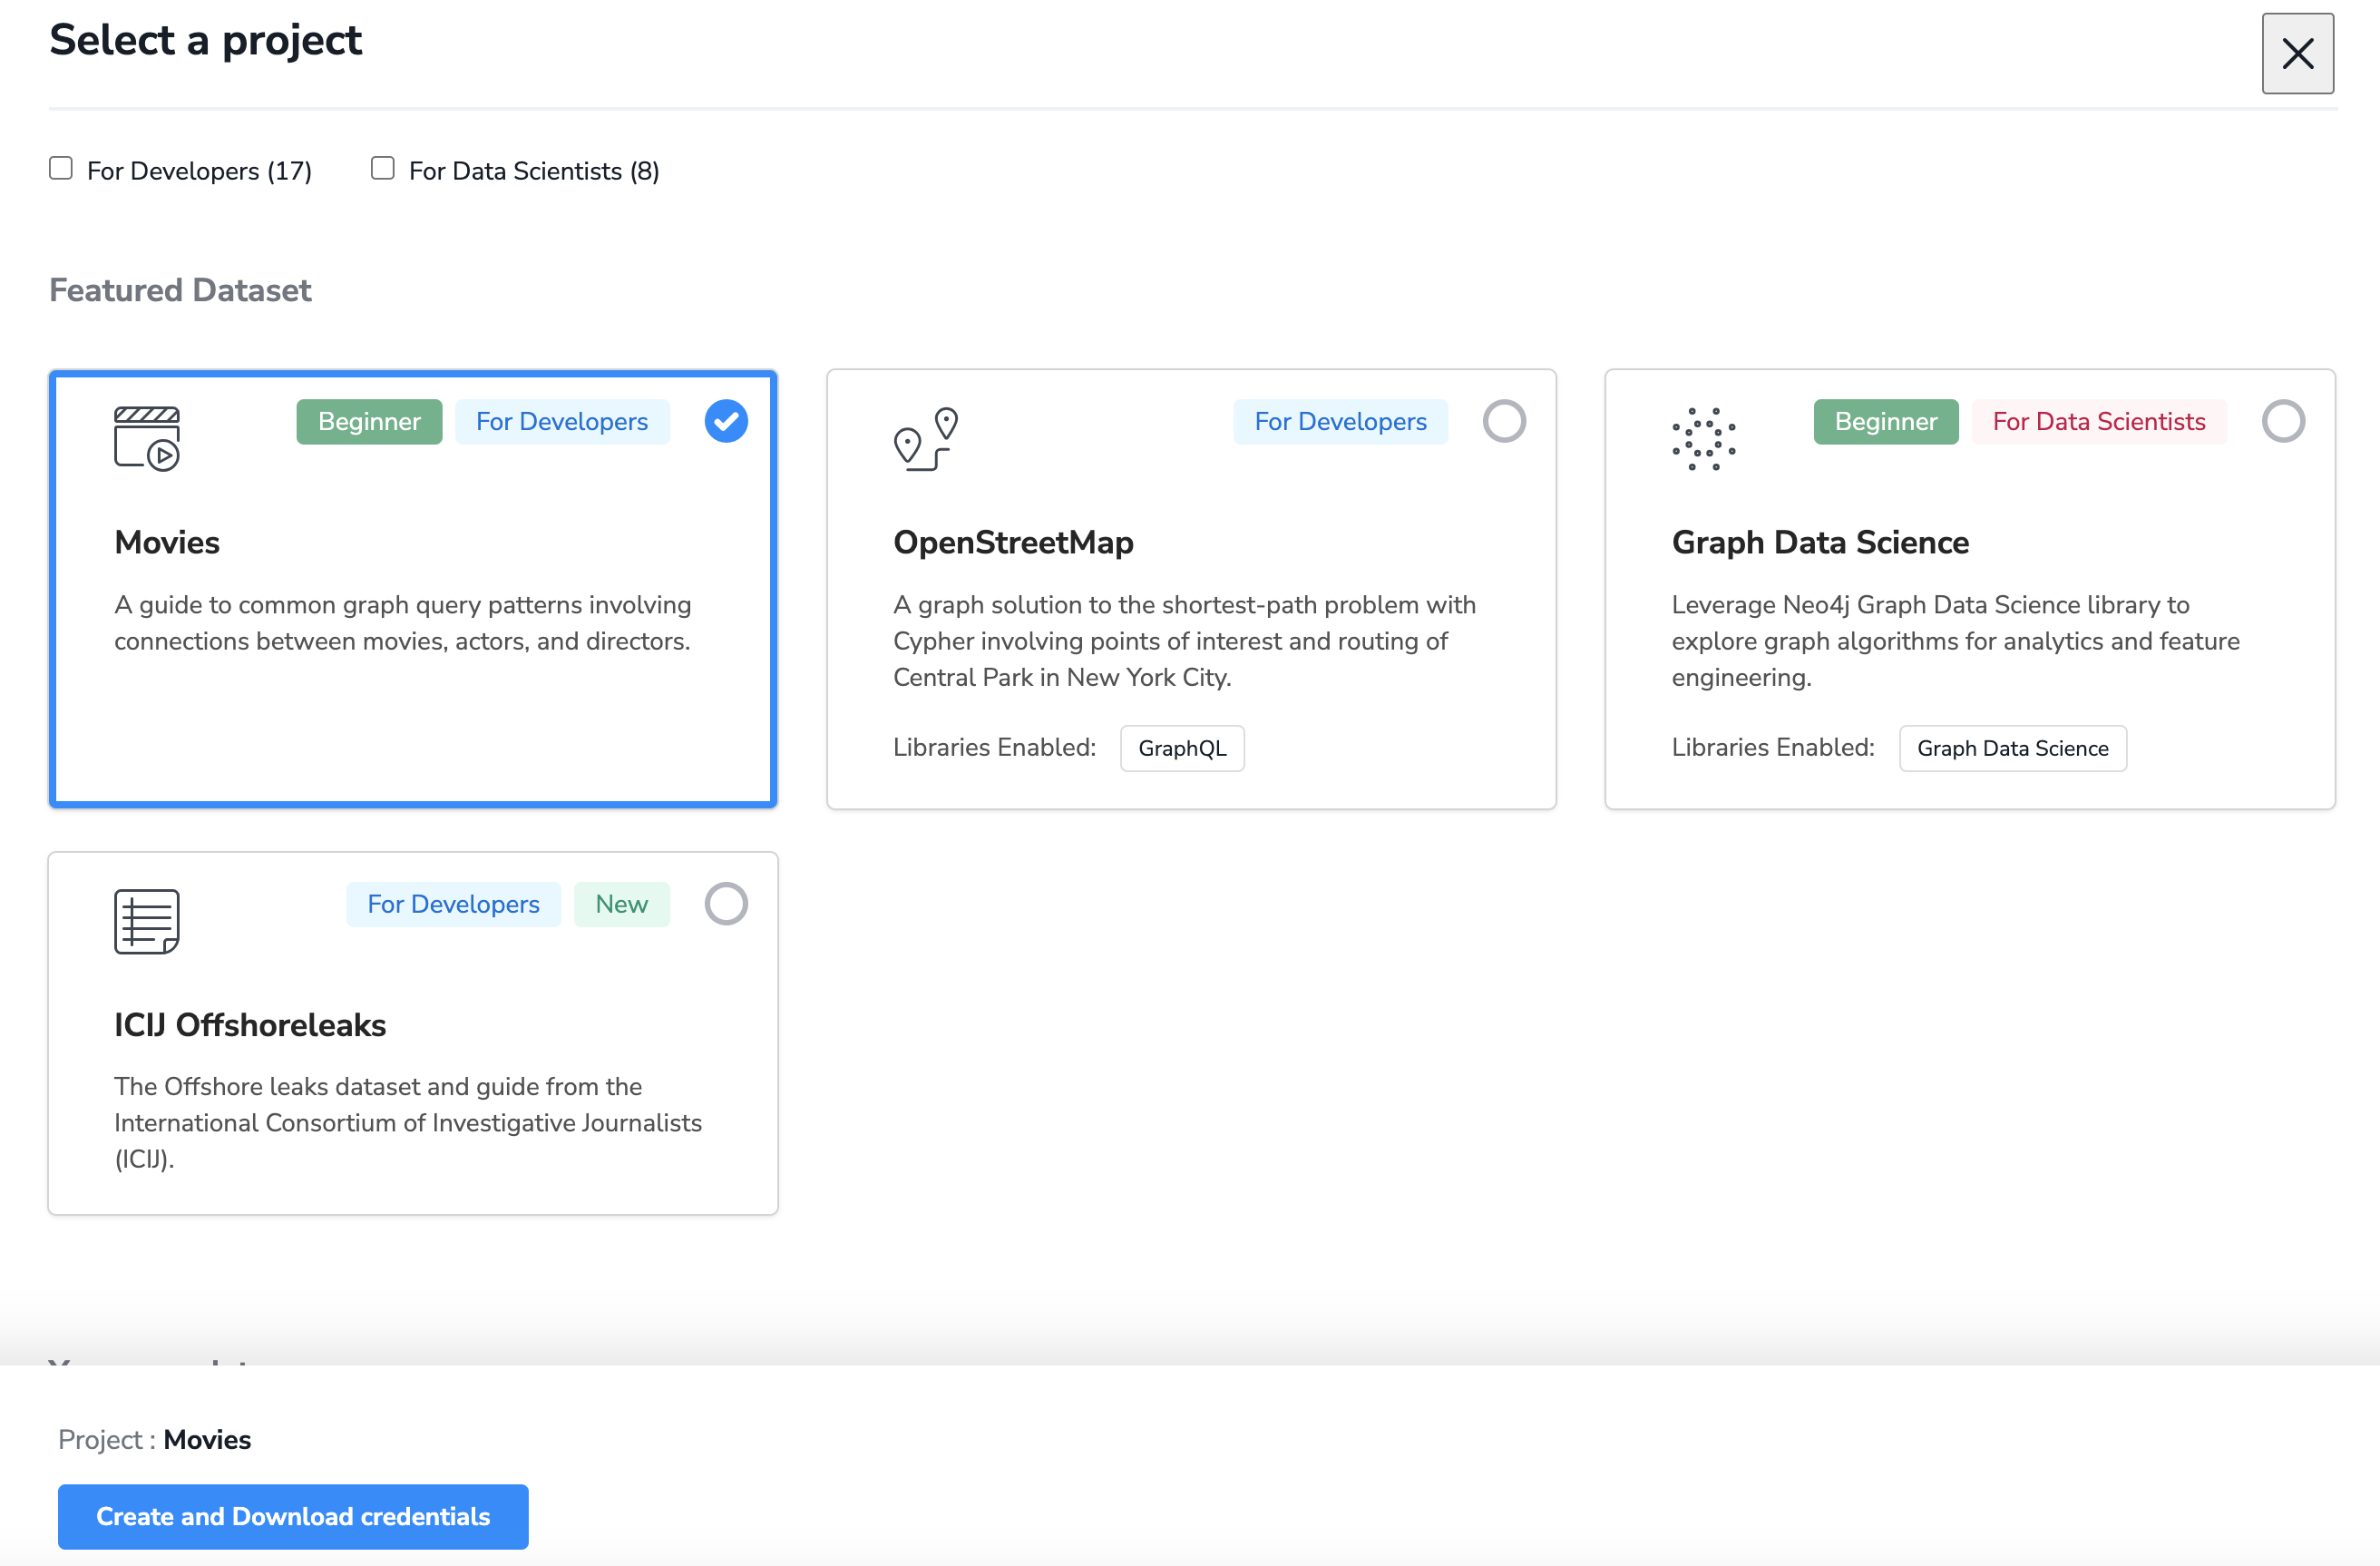 Select a project
For Developers (17)
For Data Scientists (8)
Featured Dataset
Beginner
For Developers
Movies
A guide to common graph query patterns involving
connections between movies, actors, and directors.
For Developers
OpenStreetMap
A graph solution to the shortest-path problem with
Cypher involving points of interest and routing of
Central Park in New York City.
Libraries Enabled:
GraphQL
Beginner
For Data Scientists
Graph Data Science
Leverage Neo4j Graph Data Science library to
explore graph algorithms for analytics and feature
engineering.
Libraries Enabled:
Graph Data Science
For Developers
New
ICIJ Offshoreleaks
The Offshore leaks dataset and guide from the
International Consortium of Investigative Journalists
(ICIJ).
Project : Movies
Create and Download credentials